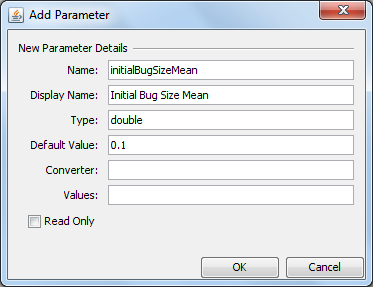 Add Parameter
New Parameter Details
Name: initialBugSizeMean
Display Name: Initial Bug Size Mean
Type: double
Default Value: 0.1
Converter:
Values:
Read Only
OK Cancel